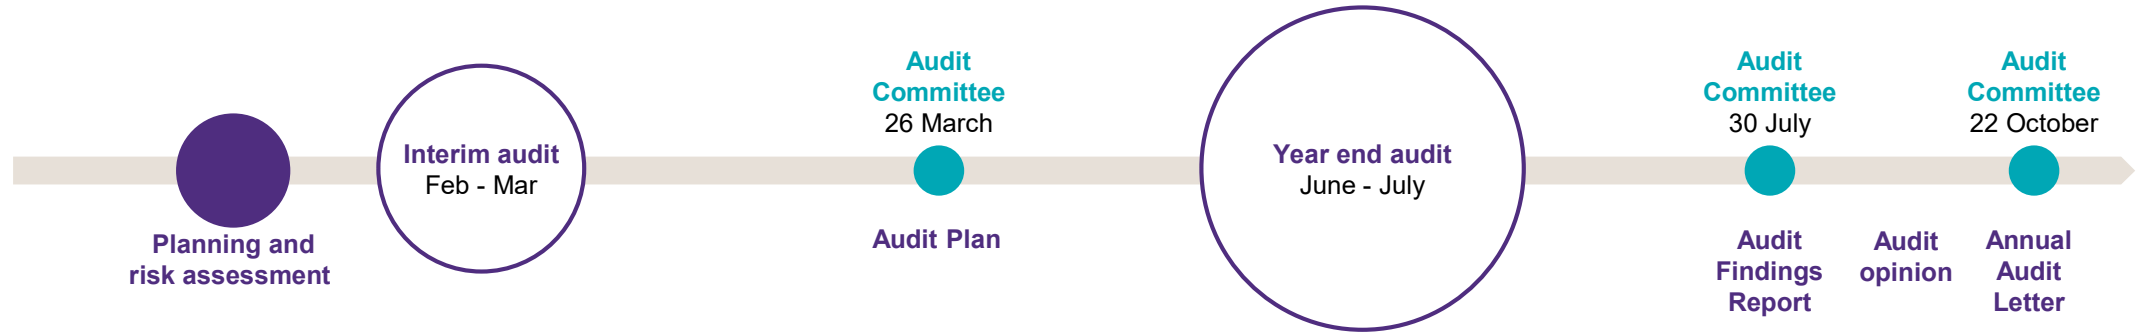 Planning and
risk assessment
Interim audit
Feb - Mar
Audit
Committee
26 March
Audit Plan
Year end audit
June - July
Audit
Committee
30 July
Audit
Findings
Report
Audit
opinion
Audit
Committee
22 October
Annual
Audit
Letter